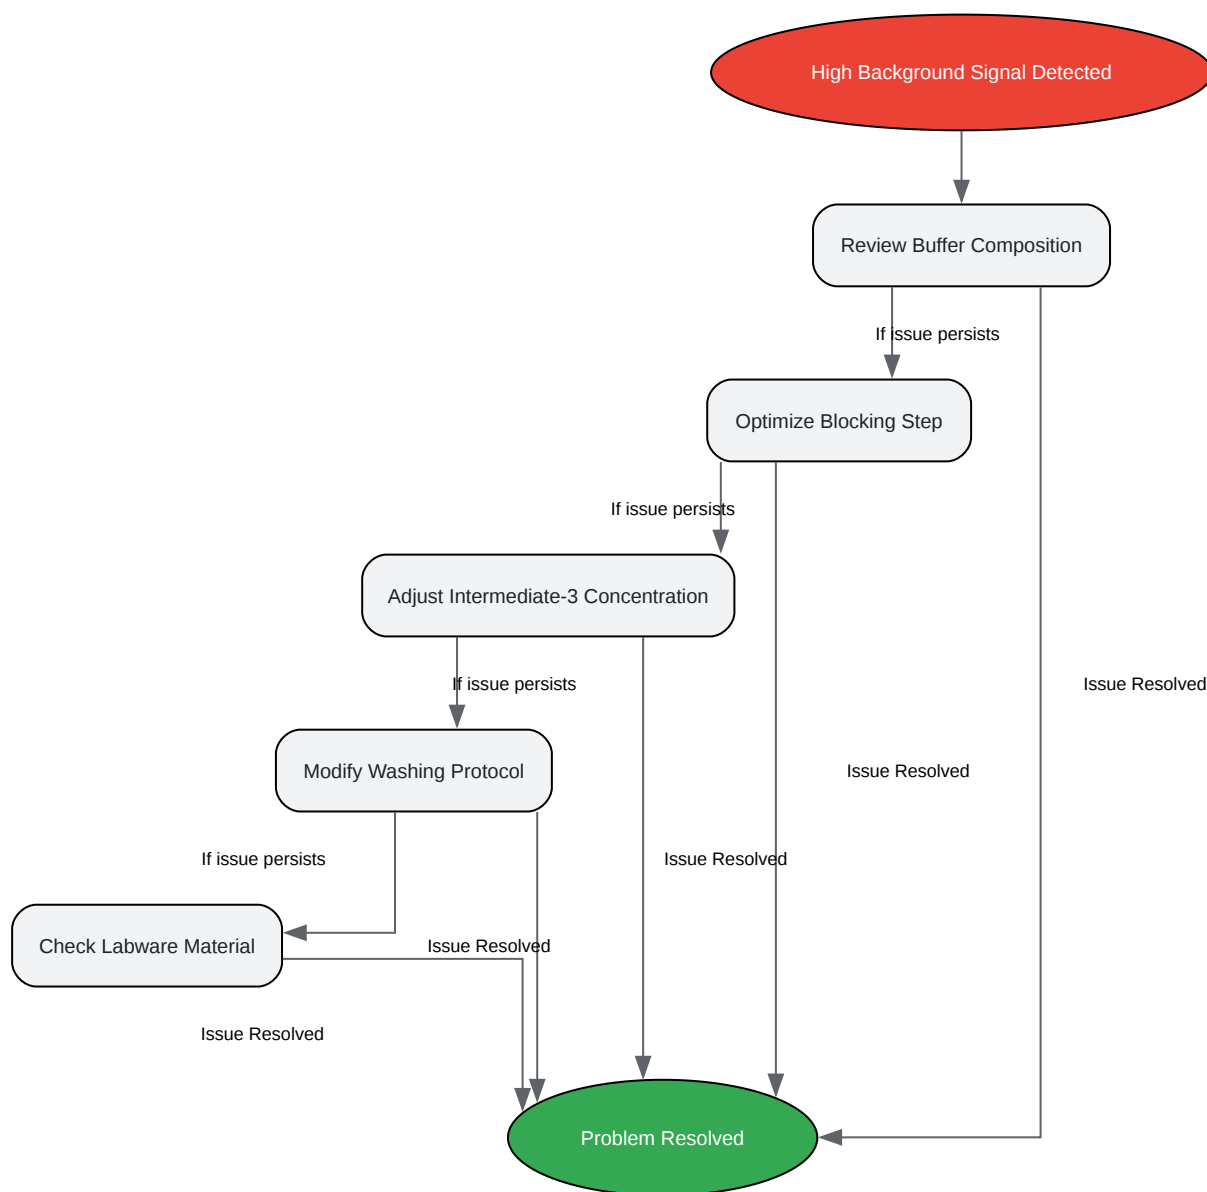 High Background Signal Detected
Review Buffer Composition
If issue persists
Optimize Blocking Step
If issue persists
Adjust Intermediate-3 Concentration
If issue persists
Issue Resolved
Modify Washing Protocol
Issue Resolved
If issue persists
Issue Resolved
Check Labware Material
Issue Resolved
Issue Resolved
Problem Resolved